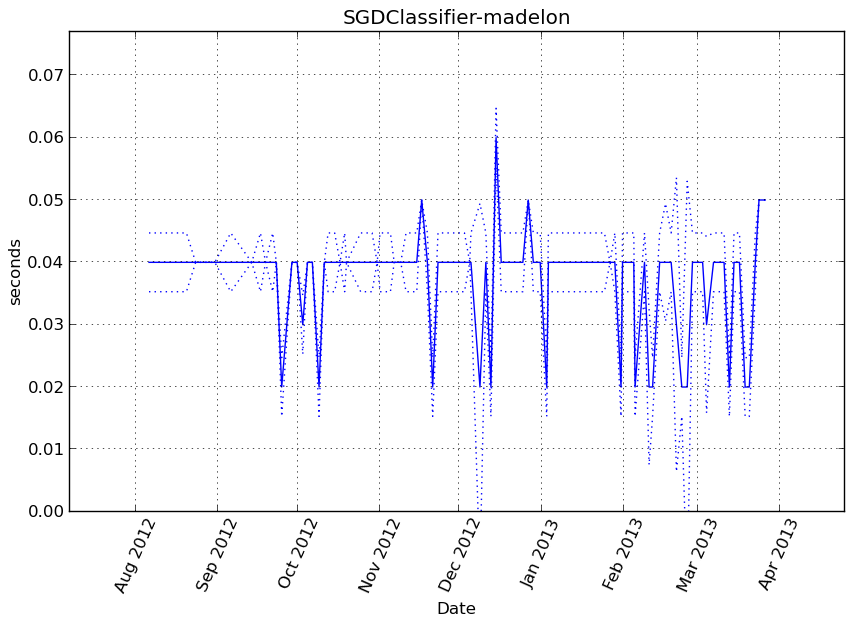 SGDClassifier-madelon
seconds
0.07
0.06
0.05
0.04
0.03
0.02
0.01
0.00
Aug 2012
Sep 2012
Oct 2012
Nov 2012
Dec 2012
Jan 2013
Feb 2013
Mar 2013
Apr 2013
Date